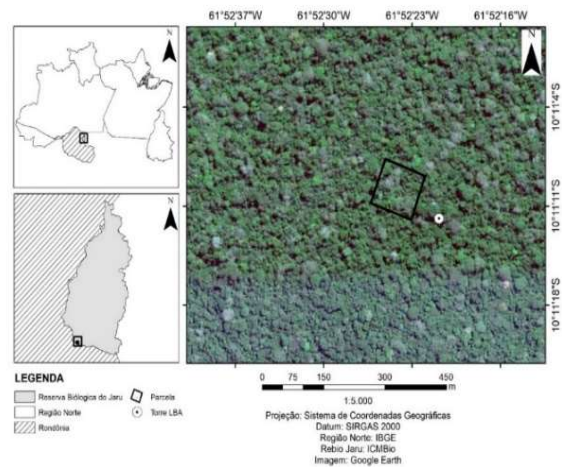 61°52'37"W 61°52'30"W 61°52'23"W 61°52'16"W
N
N
10°11'4"S
10°11'11"S
N
10°11'18"S
LEGENDA
Reserva Biólogica do Jaru
Parcela
Região Norte
Torre LBA
Rondônia
0 75 150 300 450
m
1:5.000
Projeção: Sistema de Coordenadas Geográficas
Datum: SIRGAS 2000
Região Norte: IBGE
Rebio Jaru: ICMBio
Imagem: Google Earth